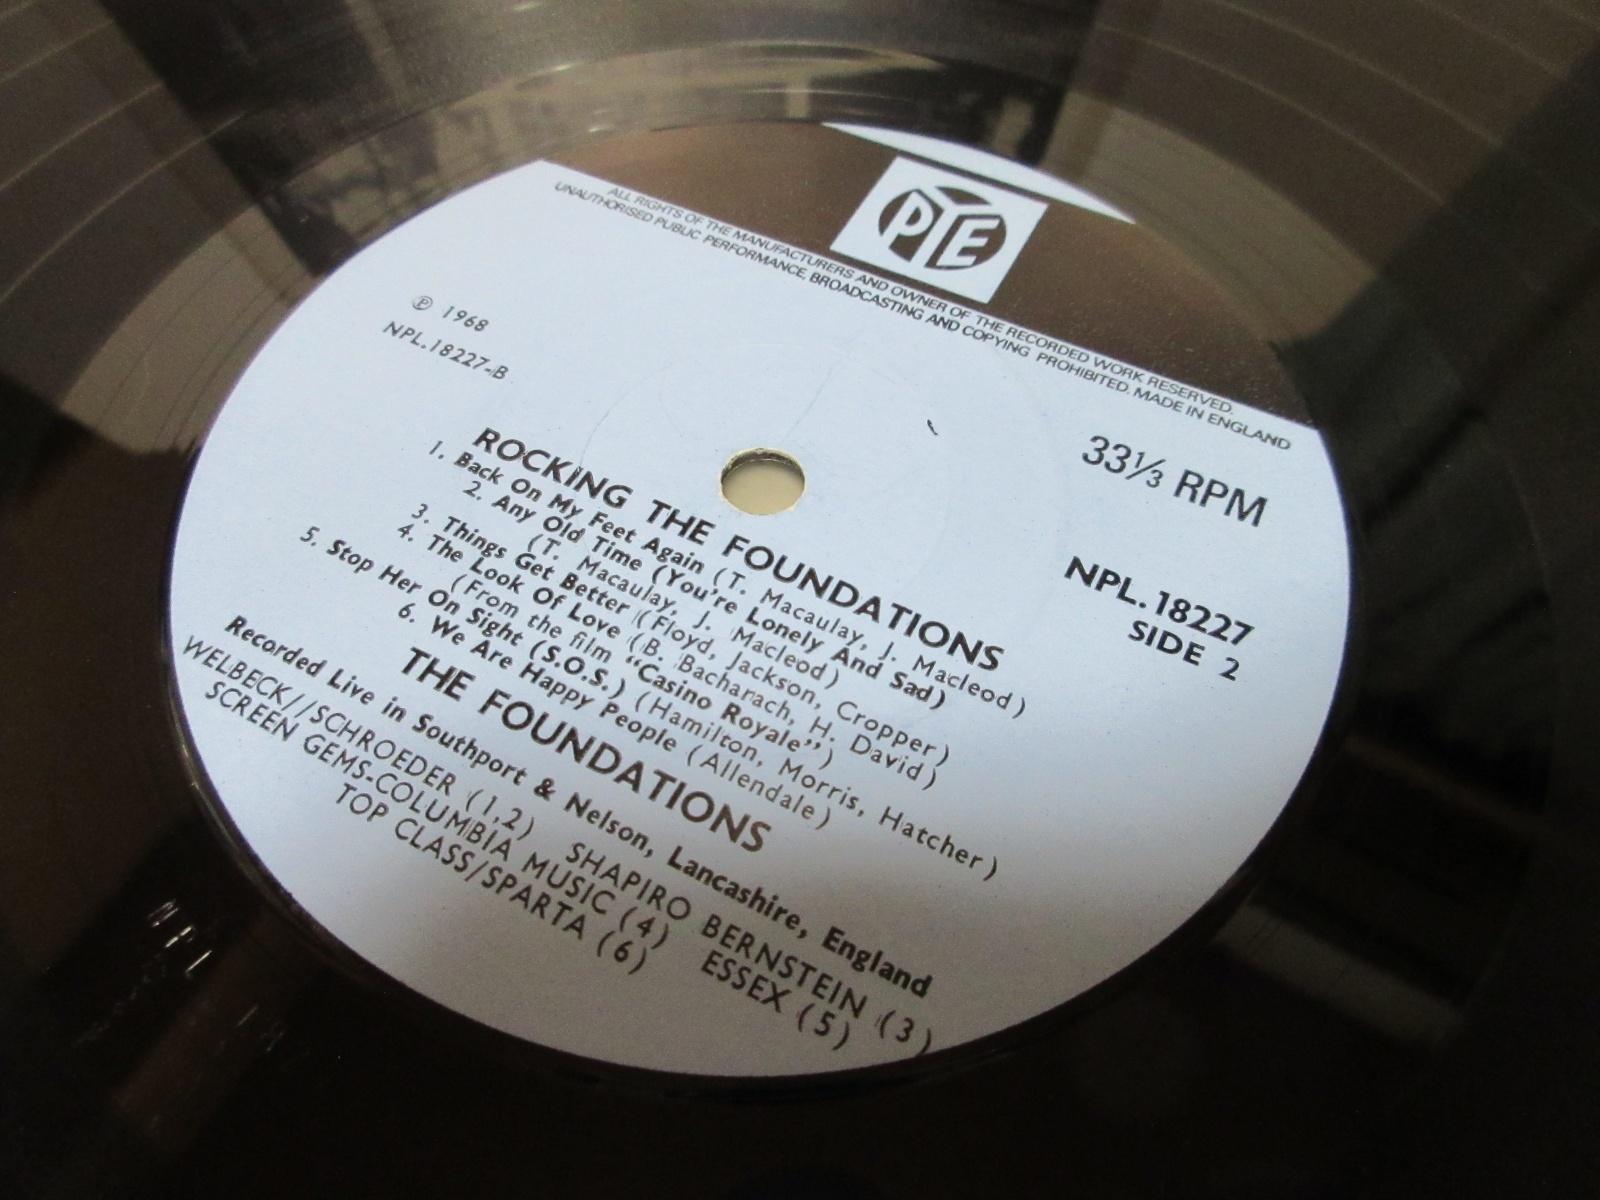 PYE
ALL RIGHTS OF THE MANUFACTURERS AND OWNER OF THE RECORDED WORK RESERVED.
UNAUTHORISED PUBLIC PERFORMANCE, BROADCASTING AND COPYING PROHIBITED. MADE IN ENGLAND
℗ 1968
NPL.18227-B
33⅓ RPM
NPL.18227
SIDE 2
ROCKING THE FOUNDATIONS
1. Back On My Feet Again (T. Macaulay, J. Macleod)
2. Any Old Time (You're Lonely And Sad)
(T. Macaulay, J. Macleod)
3. Things Get Better (Floyd, Jackson, Cropper)
4. The Look Of Love (B. Bacharach, H. David)
(From the film "Casino Royale")
5. Stop Her On Sight (S.O.S.) (Hamilton, Morris, Hatcher)
6. We Are Happy People (Allendale)
THE FOUNDATIONS
Recorded Live in Southport & Nelson, Lancashire, England
WELBECK//SCHROEDER (1,2) SHAPIRO BERNSTEIN (3)
SCREEN GEMS-COLUMBIA MUSIC (4) ESSEX (5)
TOP CLASS/SPARTA (6)
NPL